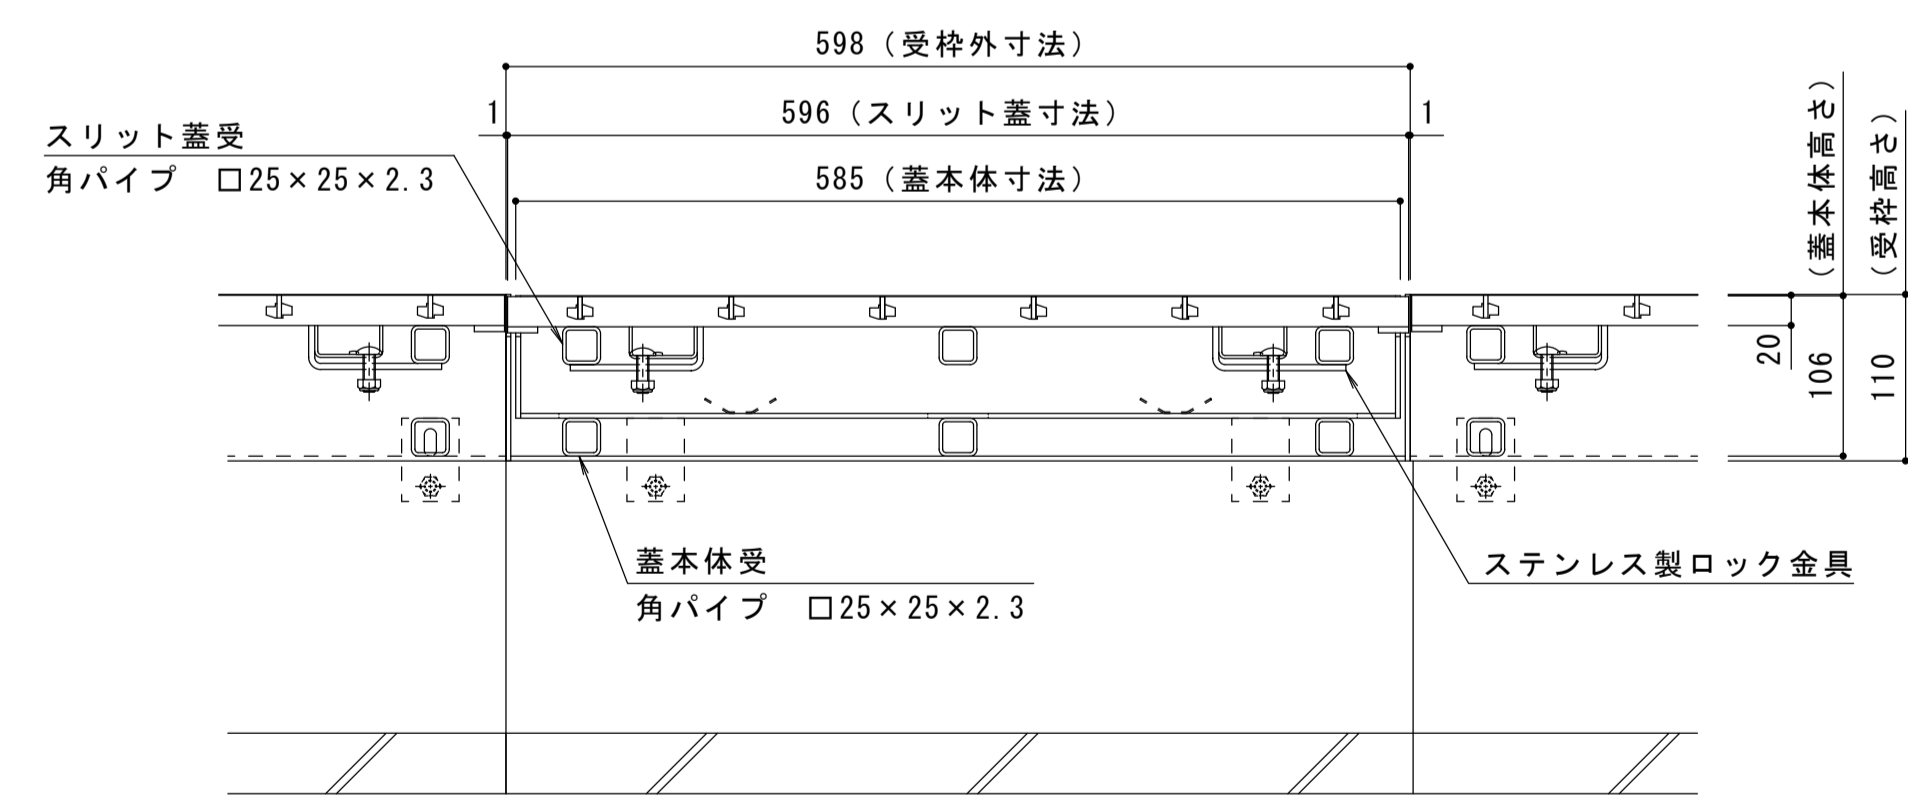 598（受枠外寸法）
1
596（スリット蓋寸法）
1
585（蓋本体寸法）
スリット蓋受
角パイプ　□25×25×2.3
（蓋本体高さ）
（受枠高さ）
20
106
110
蓋本体受
角パイプ　□25×25×2.3
ステンレス製ロック金具